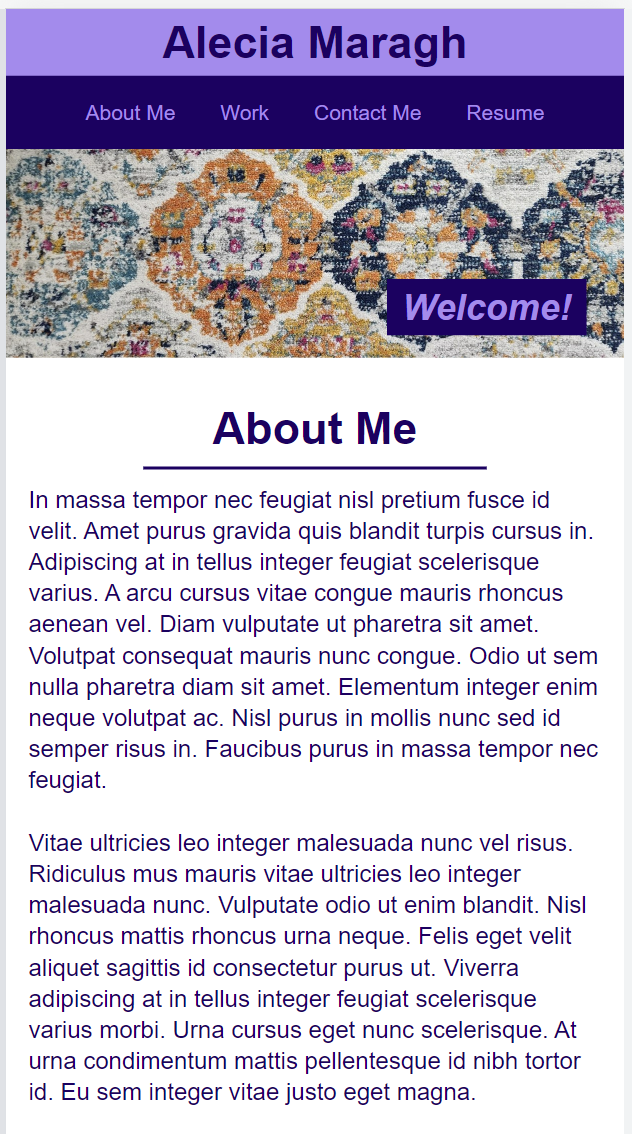 Alecia Maragh
About Me Work Contact Me Resume
Welcome!
About Me
In massa tempor nec feugiat nisl pretium fusce id
velit. Amet purus gravida quis blandit turpis cursus in.
Adipiscing at in tellus integer feugiat scelerisque
varius. A arcu cursus vitae congue mauris rhoncus
aenean vel. Diam vulputate ut pharetra sit amet.
Volutpat consequat mauris nunc congue. Odio ut sem
nulla pharetra diam sit amet. Elementum integer enim
neque volutpat ac. Nisl purus in mollis nunc sed id
semper risus in. Faucibus purus in massa tempor nec
feugiat.
Vitae ultricies leo integer malesuada nunc vel risus.
Ridiculus mus mauris vitae ultricies leo integer
malesuada nunc. Vulputate odio ut enim blandit. Nisl
rhoncus mattis rhoncus urna neque. Felis eget velit
aliquet sagittis id consectetur purus ut. Viverra
adipiscing at in tellus integer feugiat scelerisque
varius morbi. Urna cursus eget nunc scelerisque. At
urna condimentum mattis pellentesque id nibh tortor
id. Eu sem integer vitae justo eget magna.